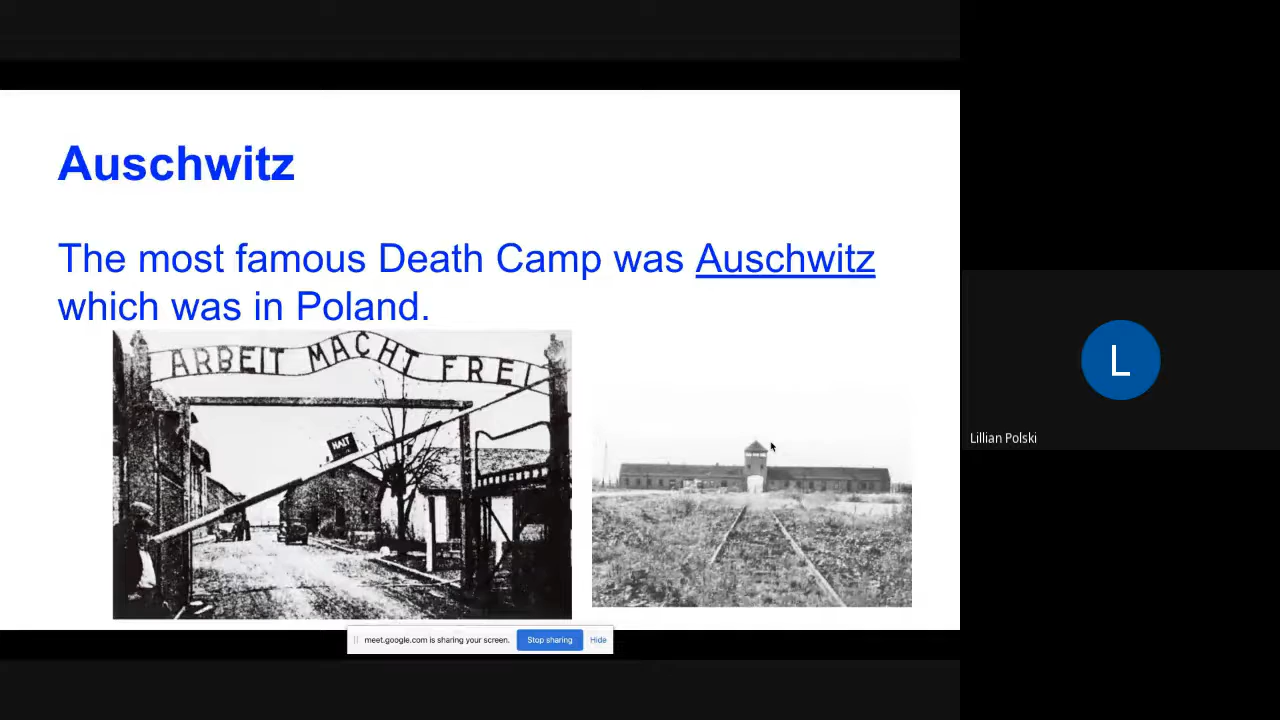 Auschwitz
The most famous Death Camp was Auschwitz
which was in Poland.
ARBEIT MACHT FREI
HALT
L
Lillian Polski
meet.google.com is sharing your screen. Stop sharing Hide